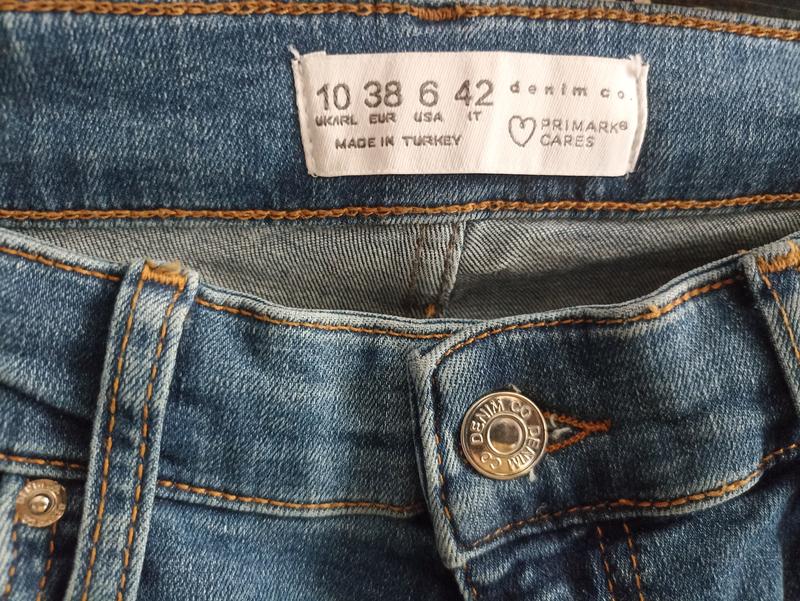 10 38 6 42 denim co.
UK/IRL EUR USA IT
MADE IN TURKEY
PRIMARK®
CARES
DENIM CO DENIM CO